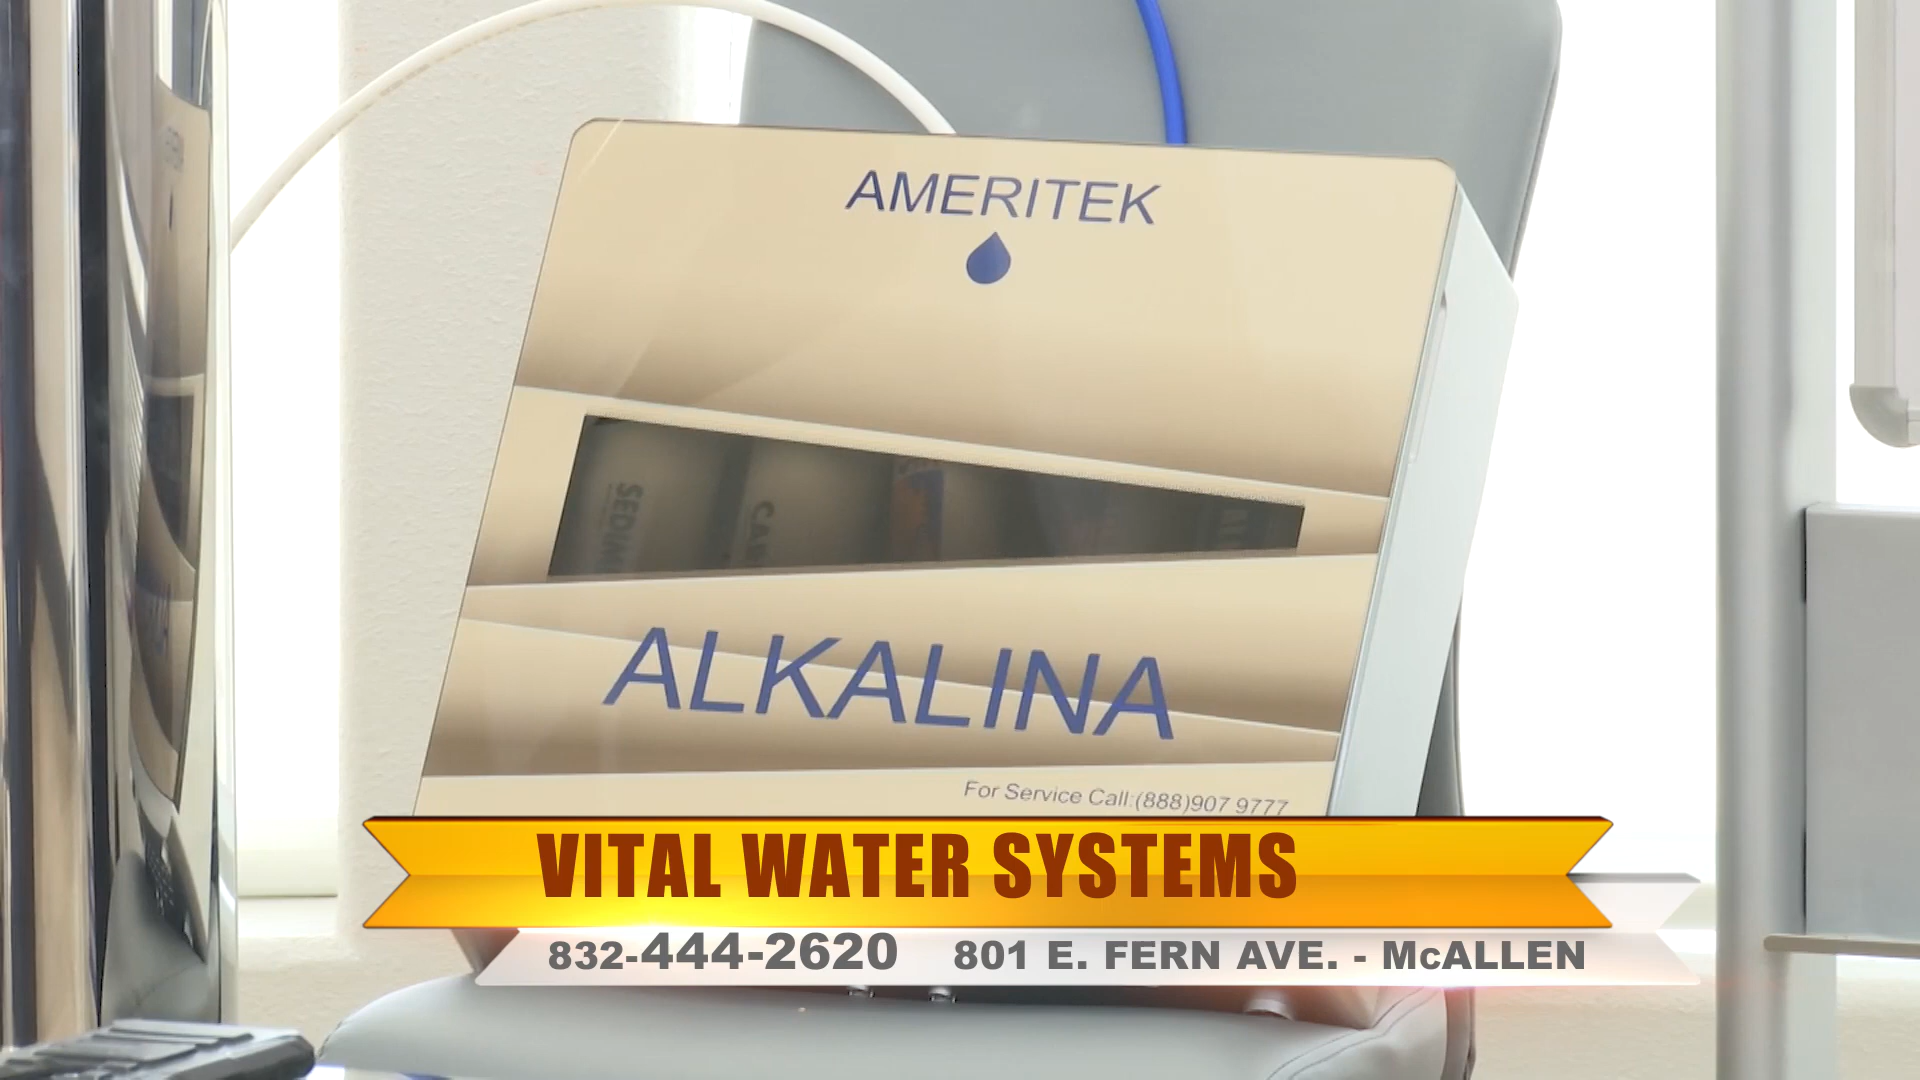 AMERITEK
ALKALINA
For Service Call:(888)907 9777
VITAL WATER SYSTEMS
832-444-2620 801 E. FERN AVE. - McALLEN